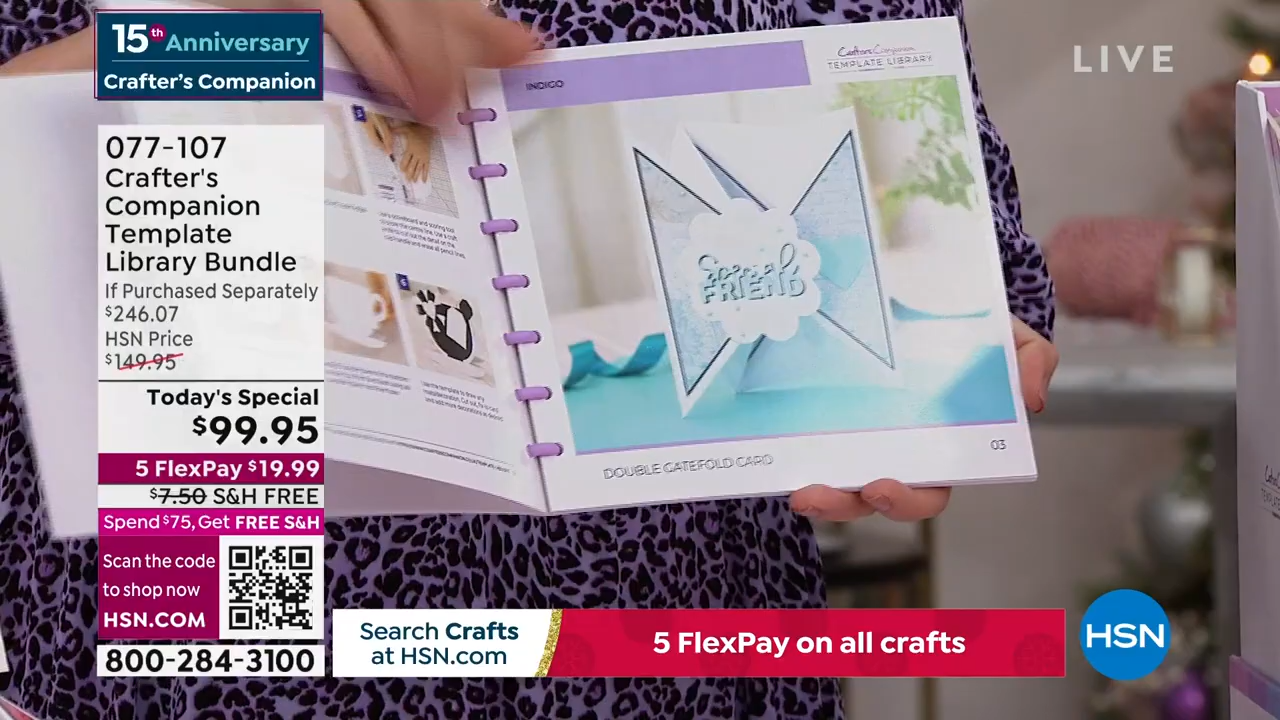 15th Anniversary
Crafter's Companion
077-107
Crafter's
Companion
Template
Library Bundle
If Purchased Separately
$246.07
HSN Price
$149.95
Today's Special
$99.95
5 FlexPay $19.99
$7.50 S&H FREE
Spend $75, Get FREE S&H
Scan the code
to shop now
HSN.COM
800-284-3100
INDIGO
Crafter's Companion
TEMPLATE LIBRARY
Special
FRIEND
DOUBLE GATEFOLD CARD
03
LIVE
Search Crafts
at HSN.com
5 FlexPay on all crafts
HSN